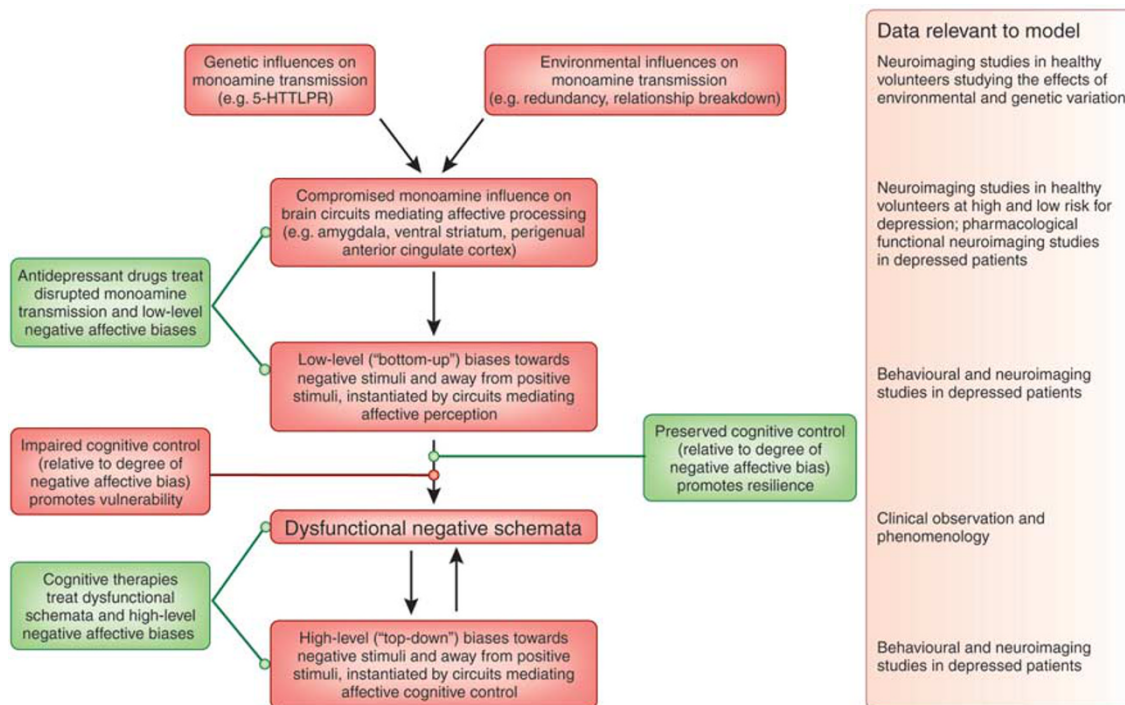 Genetic influences on
monoamine transmission
(e.g. 5-HTTLPR)
Environmental influences on
monoamine transmission
(e.g. redundancy, relationship breakdown)
Compromised monoamine influence on
brain circuits mediating affective processing
(e.g. amygdala, ventral striatum, perigenual
anterior cingulate cortex)
Antidepressant drugs treat
disrupted monoamine
transmission and low-level
negative affective biases
Low-level (“bottom-up”) biases towards
negative stimuli and away from positive
stimuli, instantiated by circuits mediating
affective perception
Impaired cognitive control
(relative to degree of
negative affective bias)
promotes vulnerability
Preserved cognitive control
(relative to degree of
negative affective bias)
promotes resilience
Dysfunctional negative schemata
Cognitive therapies
treat dysfunctional
schemata and high-level
negative affective biases
High-level (“top-down”) biases towards
negative stimuli and away from positive
stimuli, instantiated by circuits mediating
affective cognitive control
Data relevant to model
Neuroimaging studies in healthy
volunteers studying the effects of
environmental and genetic variation
Neuroimaging studies in healthy
volunteers at high and low risk for
depression; pharmacological
functional neuroimaging studies
in depressed patients
Behavioural and neuroimaging
studies in depressed patients
Clinical observation and
phenomenology
Behavioural and neuroimaging
studies in depressed patients